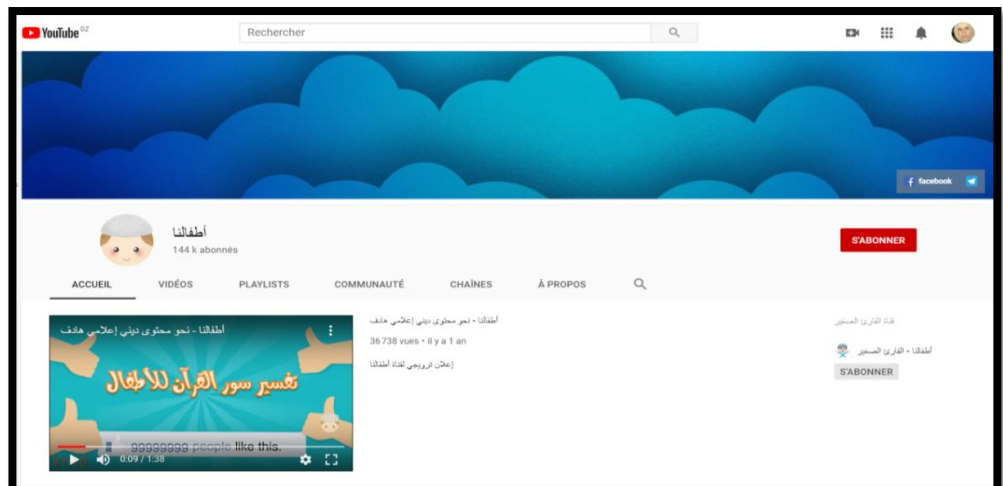 YouTube DZ
Rechercher
facebook
أطفالنا
144 k abonnés
S'ABONNER
ACCUEIL VIDÉOS PLAYLISTS COMMUNAUTÉ CHAÎNES À PROPOS
أطفالنا - نحو محتوى ديني إعلامي هادف
تفسير سور القرآن للأطفال
99999999 people like this.
0:09 / 1:38
أطفالنا - نحو محتوى ديني إعلامي هادف
36 738 vues • il y a 1 an
إعلان ترويجي لقناة أطفالنا
قناة القارئ الصغير
أطفالنا - القارئ الصغير
S'ABONNER